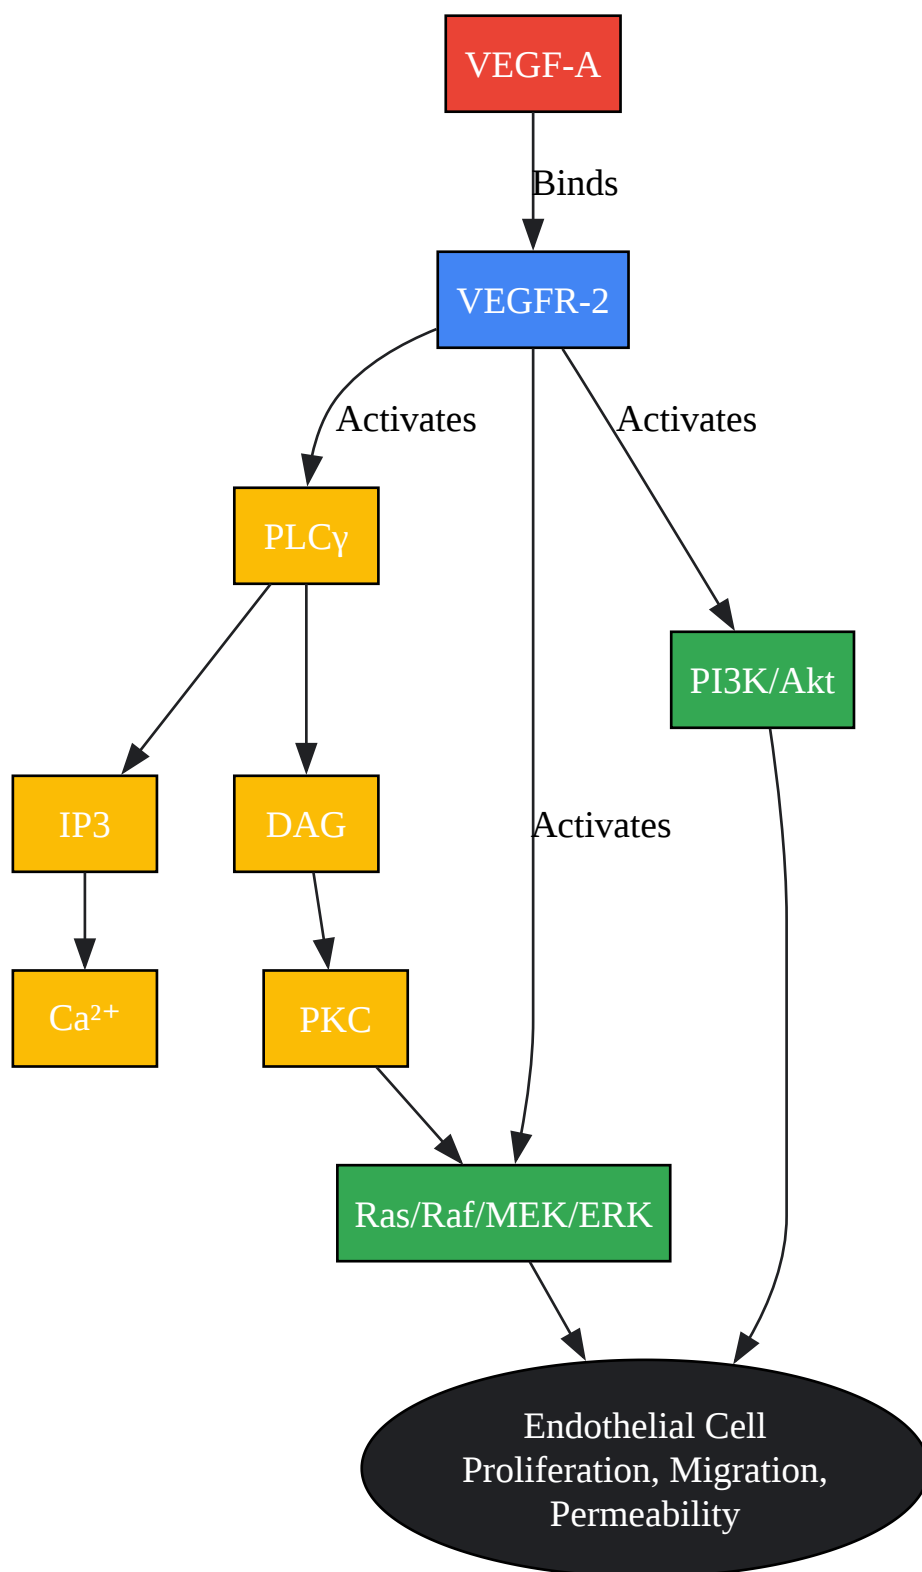 VEGF-A
Binds
VEGFR-2
Activates
Activates
PLCγ
PI3K/Akt
IP3
DAG
Activates
Ca²⁺
PKC
Ras/Raf/MEK/ERK
Endothelial Cell
Proliferation, Migration,
Permeability